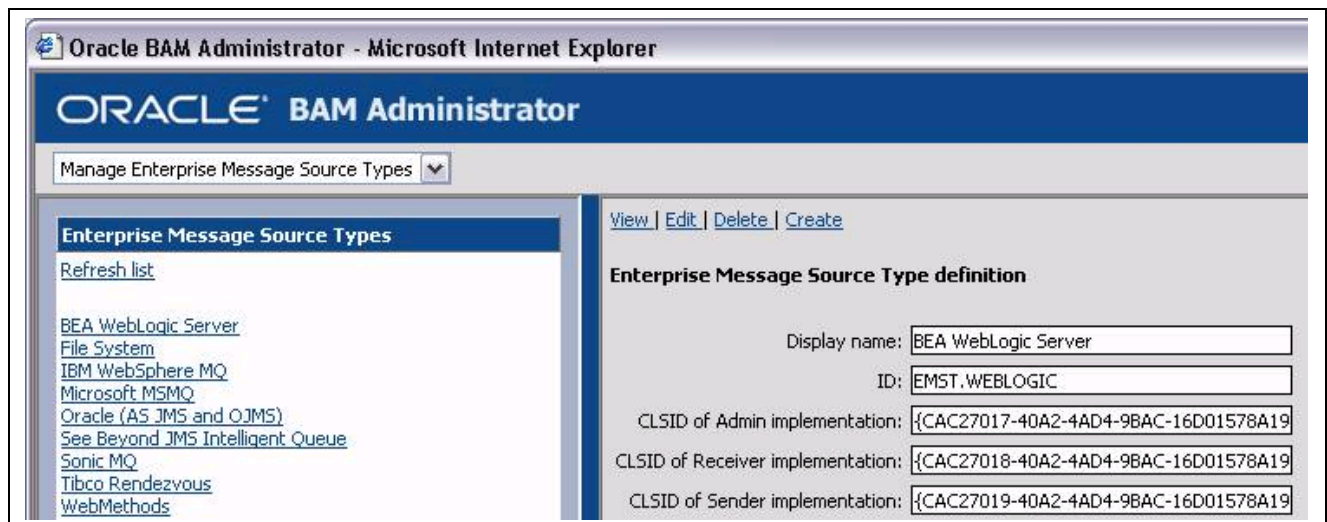 Oracle BAM Administrator - Microsoft Internet Explorer
ORACLE BAM Administrator
Manage Enterprise Message Source Types
Enterprise Message Source Types
Refresh list
BEA WebLogic Server
File System
IBM WebSphere MQ
Microsoft MSMQ
Oracle (AS JMS and OJMS)
See Beyond JMS Intelligent Queue
Sonic MQ
Tibco Rendezvous
WebMethods
View | Edit | Delete | Create
Enterprise Message Source Type definition
Display name: BEA WebLogic Server
ID: EMST.WEBLOGIC
CLSID of Admin implementation: {CAC27017-40A2-4AD4-9BAC-16D01578A19
CLSID of Receiver implementation: {CAC27018-40A2-4AD4-9BAC-16D01578A19
CLSID of Sender implementation: {CAC27019-40A2-4AD4-9BAC-16D01578A19